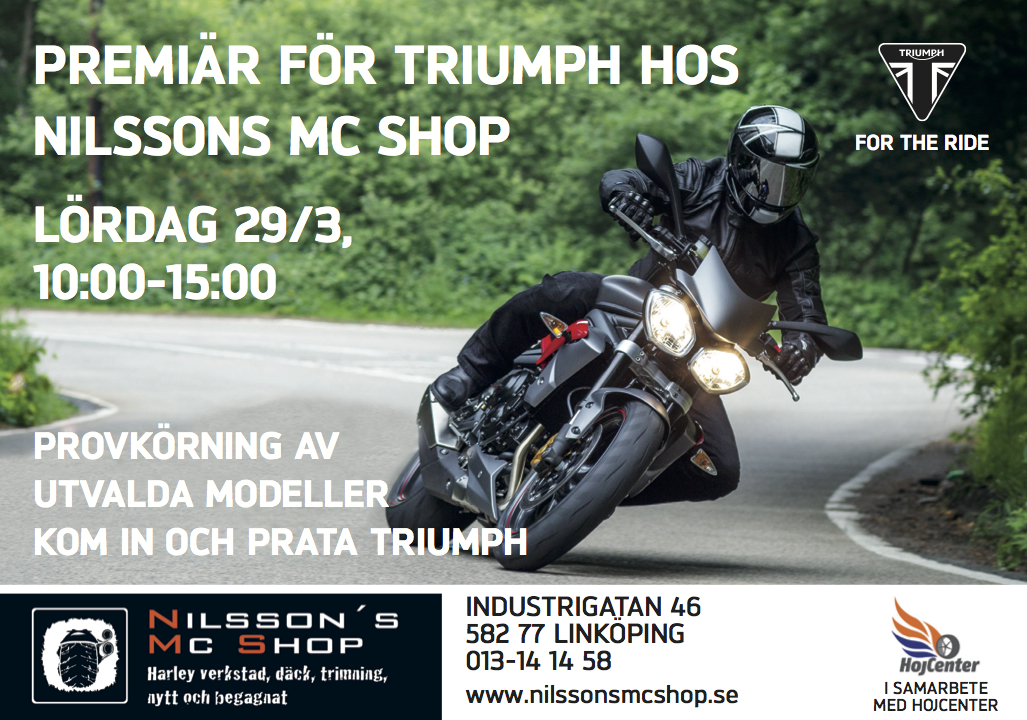 PREMIÄR FÖR TRIUMPH HOS
NILSSONS MC SHOP
TRIUMPH
FOR THE RIDE
LÖRDAG 29/3,
10:00-15:00
PROVKÖRNING AV
UTVALDA MODELLER
KOM IN OCH PRATA TRIUMPH
NILSSON´S
MC SHOP
Harley verkstad, däck, trimning,
nytt och begagnat
INDUSTRIGATAN 46
582 77 LINKÖPING
013-14 14 58
www.nilssonsmcshop.se
HojCenter
I SAMARBETE
MED HOJCENTER